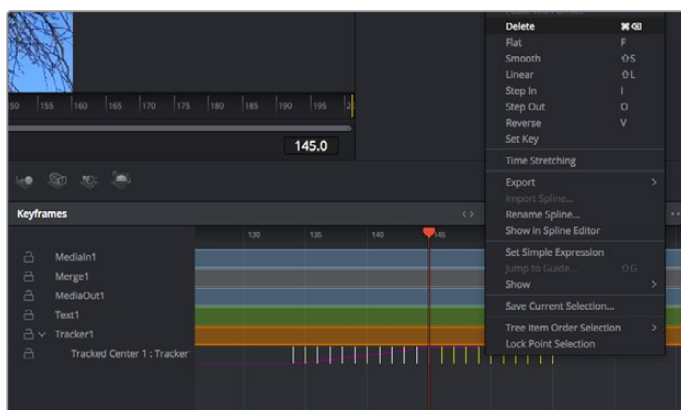 Delete ⌘⌫
Flat F
Smooth ⇧S
Linear ⇧L
Step In I
Step Out O
Reverse V
Set Key
Time Stretching
Export
Import Spline...
Rename Spline...
Show in Spline Editor
Set Simple Expression
Jump to Guide... ⇧G
Show
Save Current Selection...
Tree Item Order Selection
Lock Point Selection
50 155 160 165 170 175 180 185 190 195
145.0
Keyframes
130 135 140 145
MediaIn1
Merge1
MediaOut1
Text1
Tracker1
Tracked Center 1 : Tracker